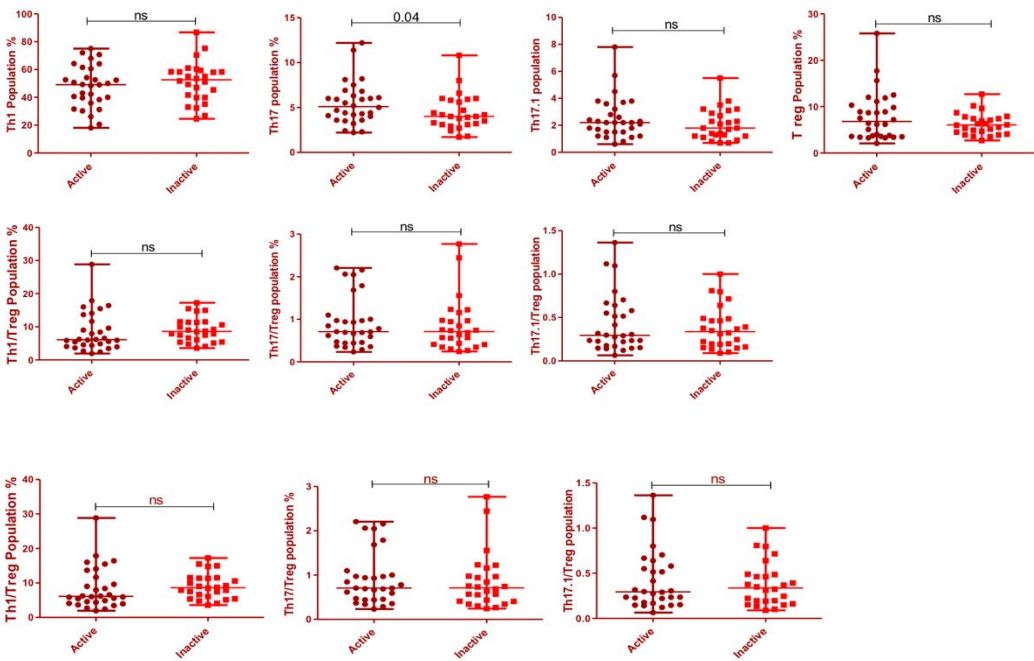 ns
Th1 Population %
100
80
60
40
20
0
Active
Inactive
0.04
Th17 population %
15
10
5
0
Active
Inactive
ns
Th17.1 population
10
8
6
4
2
0
Active
Inactive
ns
T reg Population %
30
20
10
0
Active
Inactive
ns
Th1/Treg Population %
40
30
20
10
0
Active
Inactive
ns
Th17/Treg Population %
3
2
1
0
Active
Inactive
ns
Th17.1/Treg population
1.5
1.0
0.5
0.0
Active
Inactive
ns
Th1/Treg Population %
40
30
20
10
0
Active
Inactive
ns
Th17/Treg population %
3
2
1
0
Active
Inactive
ns
Th17.1/Treg population
1.5
1.0
0.5
0.0
Active
Inactive